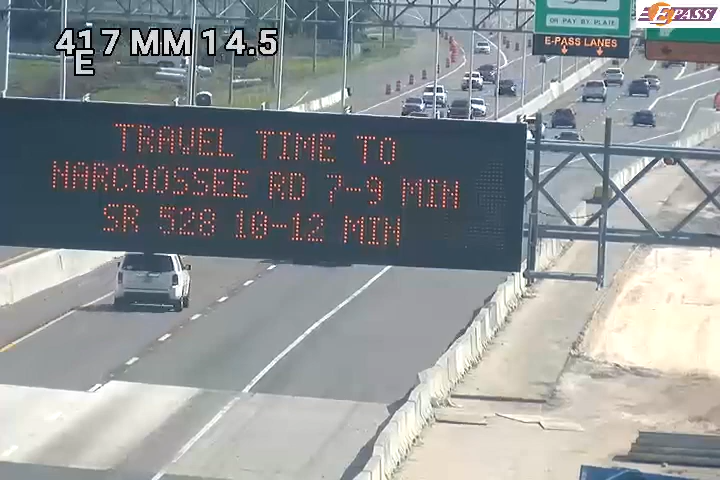 417 MM 14.5
E
E-PASS
OR PAY BY PLATE
E-PASS LANES
TRAVEL TIME TO
NARCOOSSEE RD 7-9 MIN
SR 528 10-12 MIN